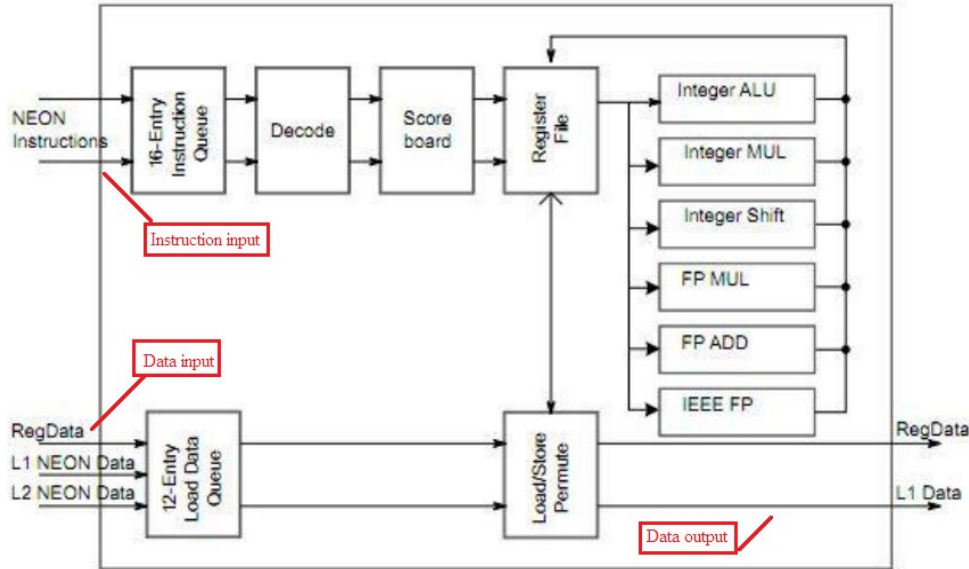 NEON
Instructions
16-Entry
Instruction
Queue
Decode
Score
board
Register
File
Integer ALU
Integer MUL
Integer Shift
FP MUL
FP ADD
IEEE FP
Instruction input
Data input
RegData
L1 NEON Data
L2 NEON Data
12-Entry
Load Data
Queue
Load/Store
Permute
RegData
L1 Data
Data output